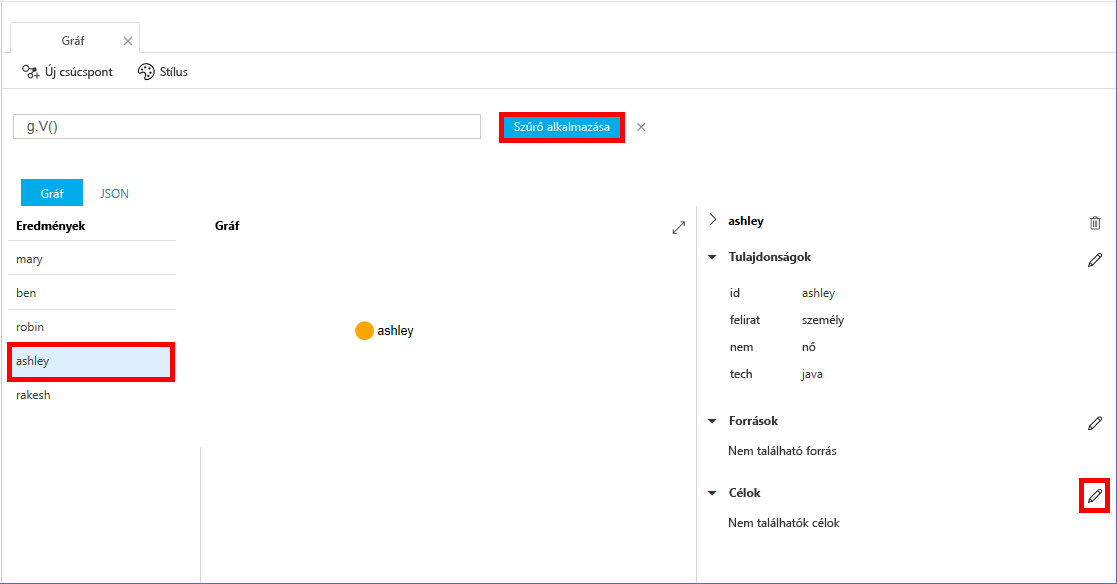 Gráf
Új csúcspont
Stílus
g.V()
Szűrő alkalmazása
Gráf
JSON
Eredmények
mary
ben
robin
ashley
rakesh
Gráf
ashley
ashley
Tulajdonságok
id ashley
felirat személy
nem nő
tech java
Források
Nem található forrás
Célok
Nem találhatók célok